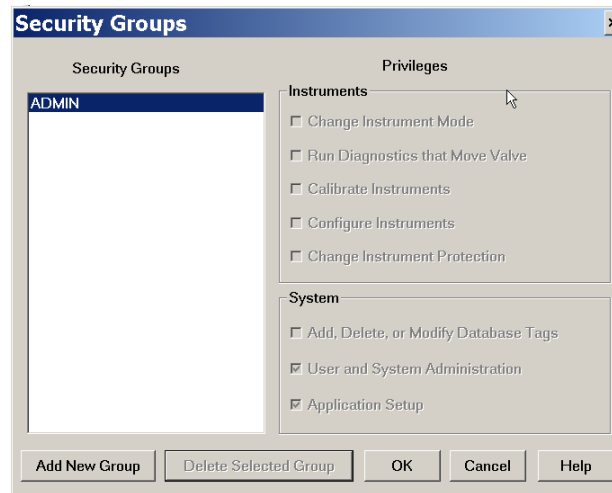 Security Groups
Security Groups
Privileges
ADMIN
Instruments
Change Instrument Mode
Run Diagnostics that Move Valve
Calibrate Instruments
Configure Instruments
Change Instrument Protection
System
Add, Delete, or Modify Database Tags
User and System Administration
Application Setup
Add New Group
Delete Selected Group
OK
Cancel
Help